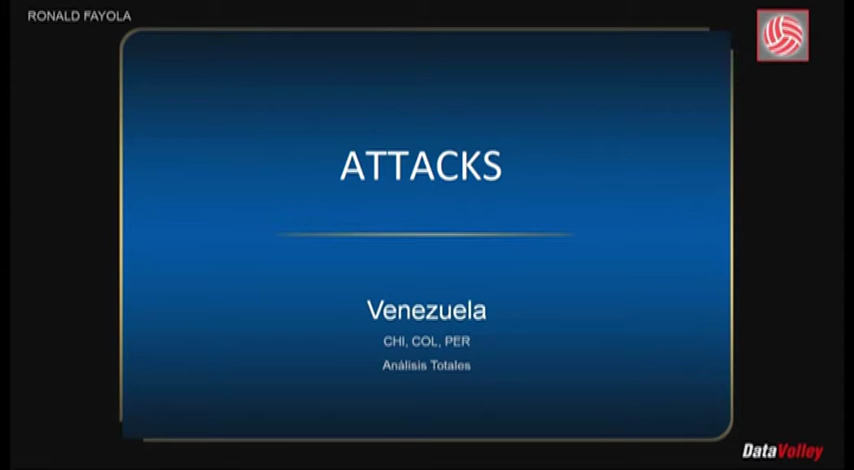 RONALD FAYOLA
ATTACKS
Venezuela
CHI, COL, PER
Análisis Totales
DataVolley